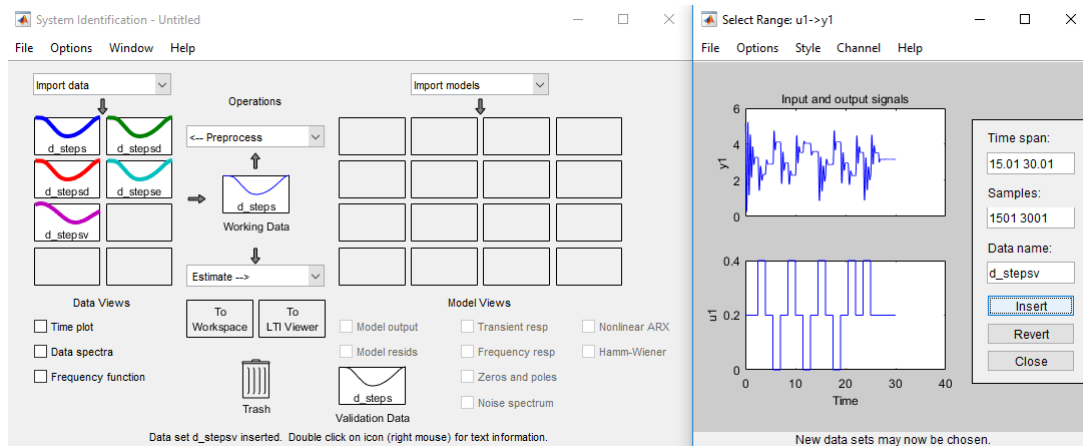 System Identification - Untitled
File Options Window Help
Import data
Import models
Operations
<-- Preprocess
d_steps
d_stepsd
d_stepsd
d_stepse
d_stepsv
d_steps
Working Data
Estimate -->
Data Views
To Workspace
To LTI Viewer
Model Views
Time plot
Data spectra
Frequency function
Model output
Transient resp
Nonlinear ARX
Model resids
Frequency resp
Hamm-Wiener
Zeros and poles
Noise spectrum
Trash
d_steps
Validation Data
Data set d_stepsv inserted. Double click on icon (right mouse) for text information.
Select Range: u1->y1
File Options Style Channel Help
Input and output signals
6
4
2
0
y1
0.4
0.2
0
u1
0 10 20 30 40
Time
Time span:
15.01 30.01
Samples:
1501 3001
Data name:
d_stepsv
Insert
Revert
Close
New data sets may now be chosen.